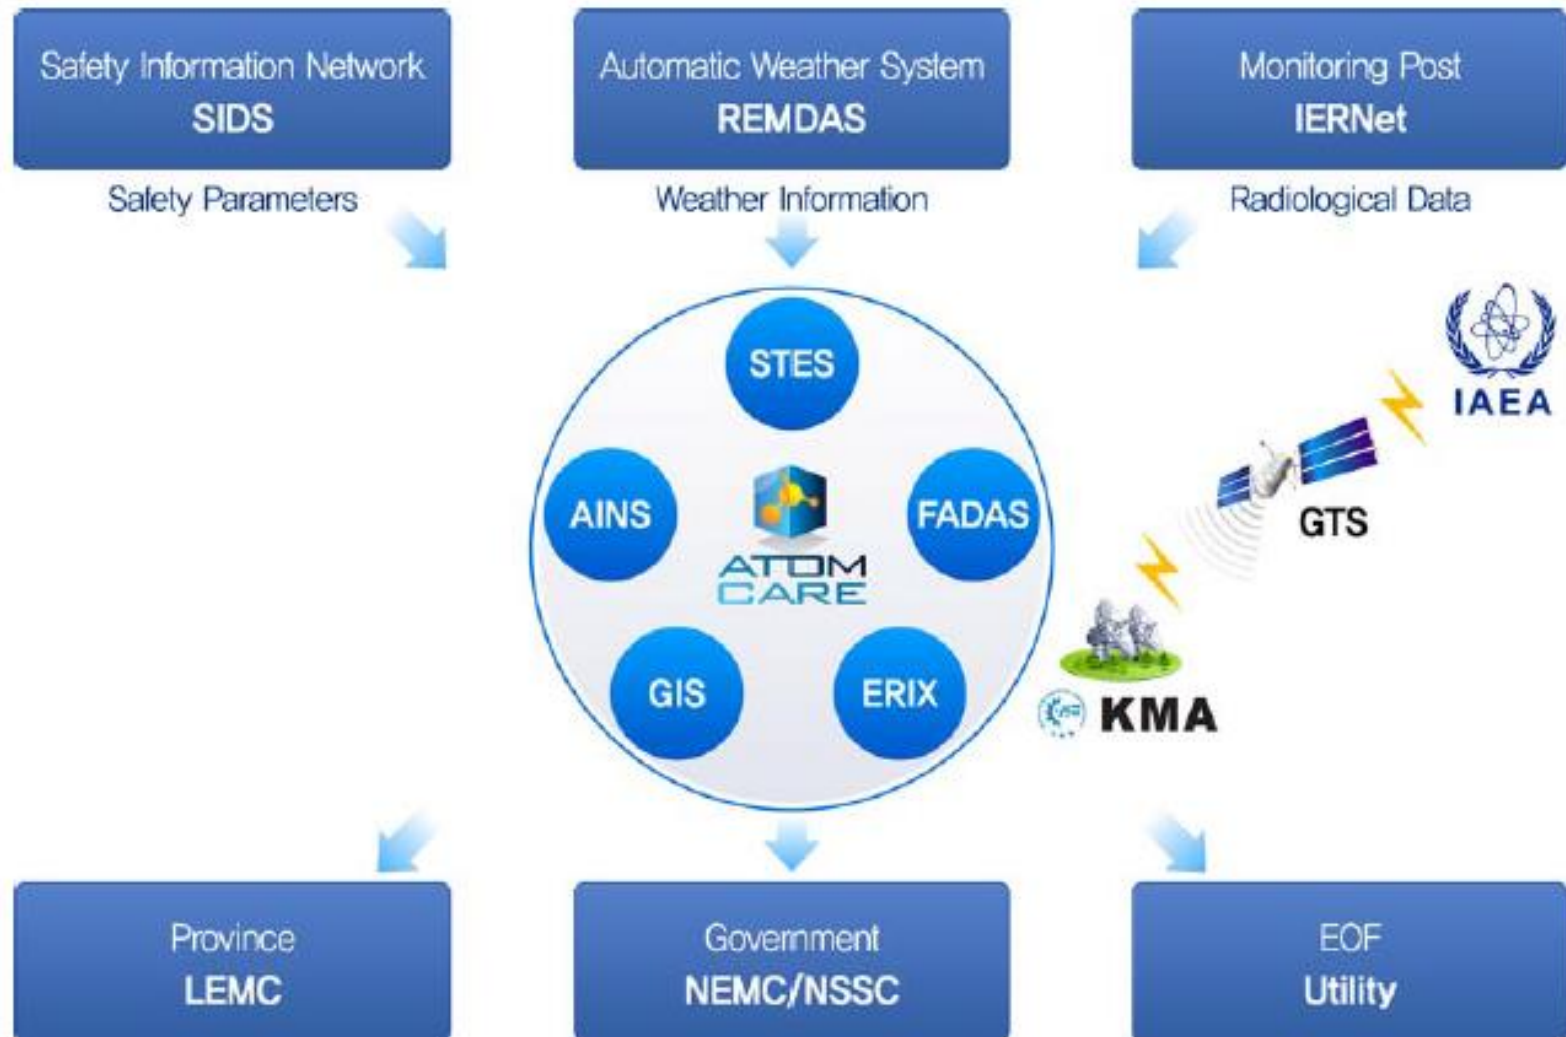 Safety Information Network
SIDS
Automatic Weather System
REMDAS
Monitoring Post
IERNet
Safety Parameters
Weather Information
Radiological Data
STES
AINS
FADAS
ATOM
CARE
GIS
ERIX
IAEA
GTS
KMA
Province
LEMC
Government
NEMC/NSSC
EOF
Utility